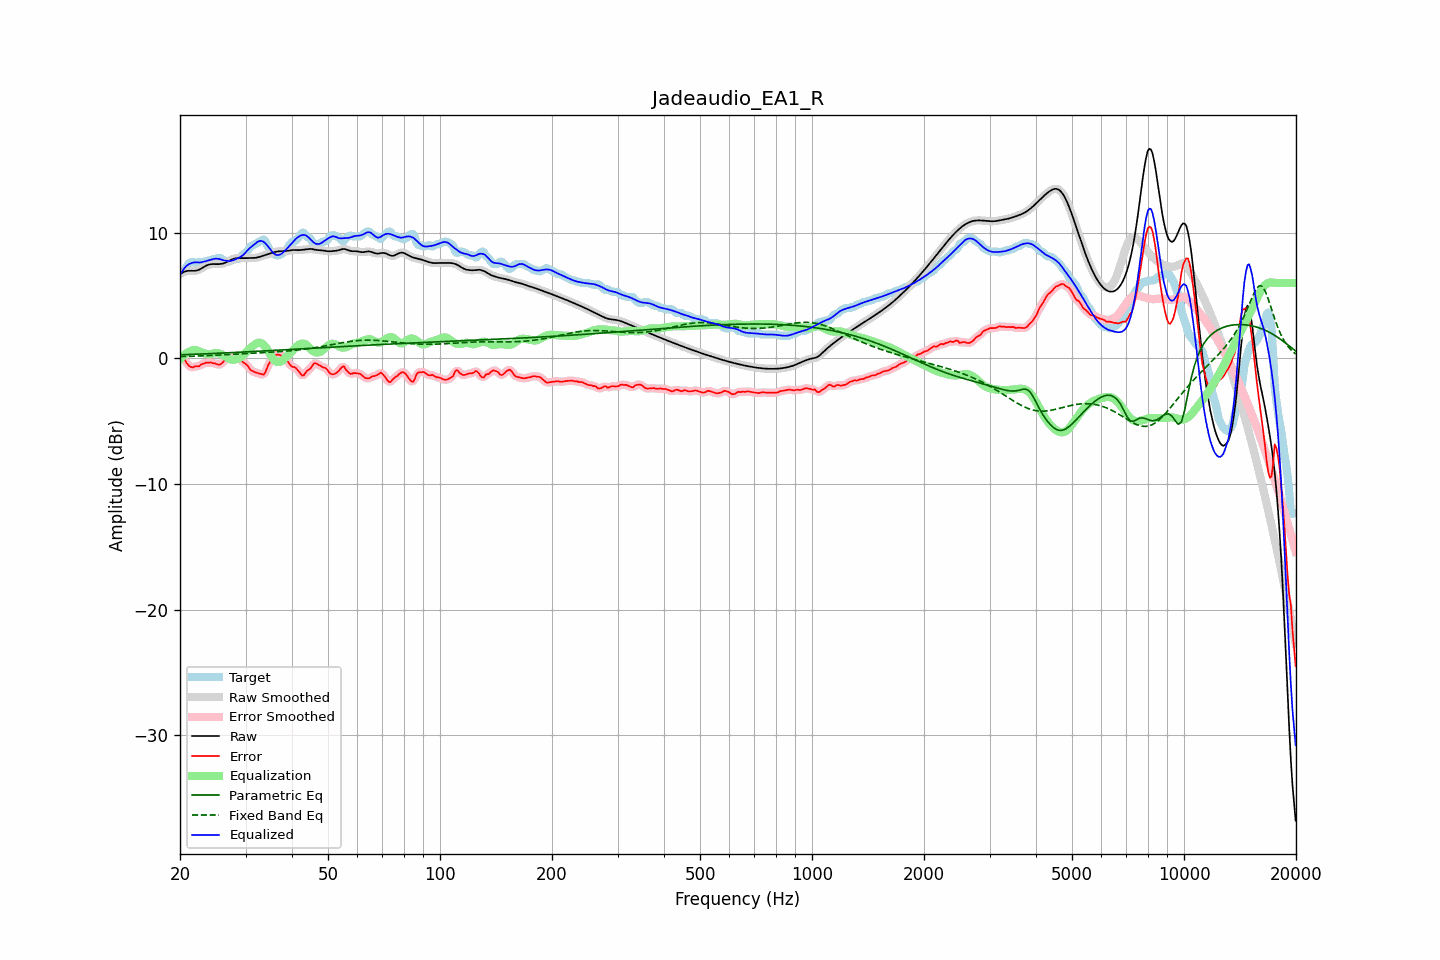 Jadeaudio_EA1_R
Amplitude (dBr)
10
0
−10
−20
−30
Target
Raw Smoothed
Error Smoothed
Raw
Error
Equalization
Parametric Eq
Fixed Band Eq
Equalized
20 50 100 200 500 1000 2000 5000 10000 20000
Frequency (Hz)